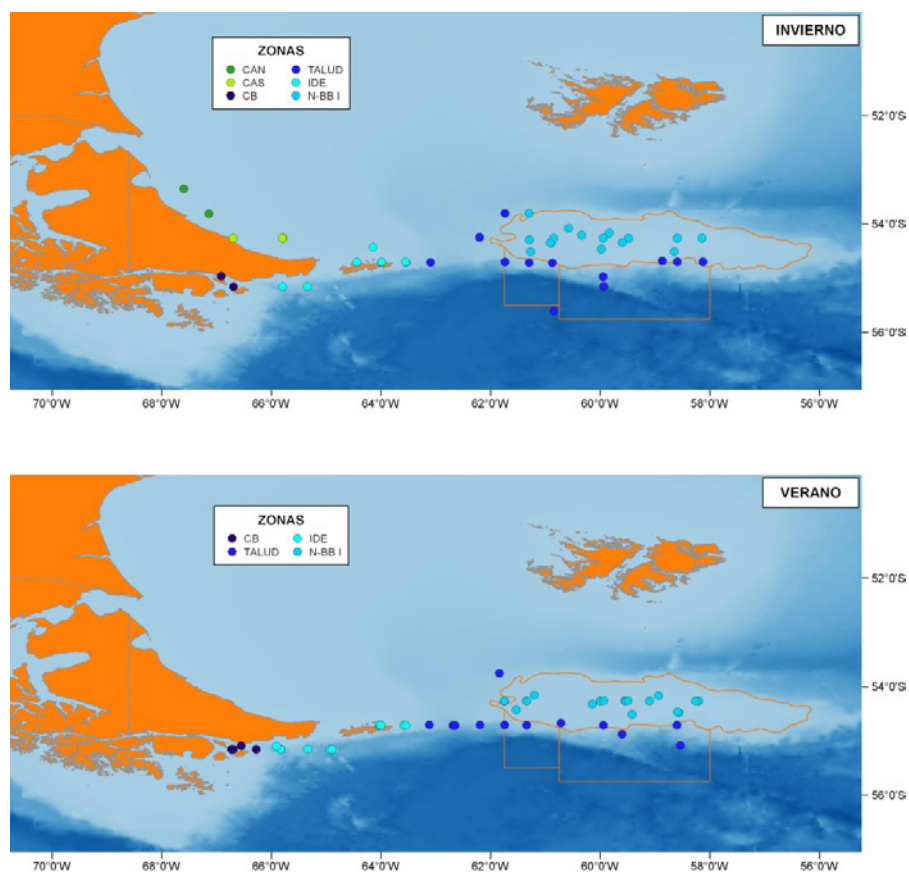 INVIERNO
ZONAS
CAN TALUD
CAS IDE
CB N-BB I
52°0'S
54°0'S
56°0'S
70°0'W 68°0'W 66°0'W 64°0'W 62°0'W 60°0'W 58°0'W 56°0'W
VERANO
ZONAS
CB IDE
TALUD N-BB I
52°0'S
54°0'S
56°0'S
70°0'W 68°0'W 66°0'W 64°0'W 62°0'W 60°0'W 58°0'W 56°0'W